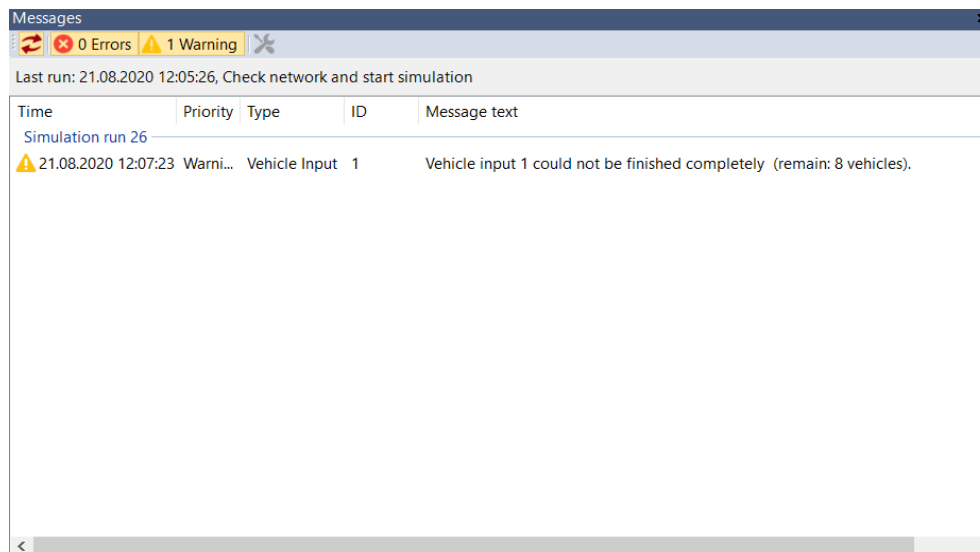 Messages
0 Errors 1 Warning
Last run: 21.08.2020 12:05:26, Check network and start simulation
Time Priority Type ID Message text
Simulation run 26
21.08.2020 12:07:23 Warni... Vehicle Input 1 Vehicle input 1 could not be finished completely (remain: 8 vehicles).